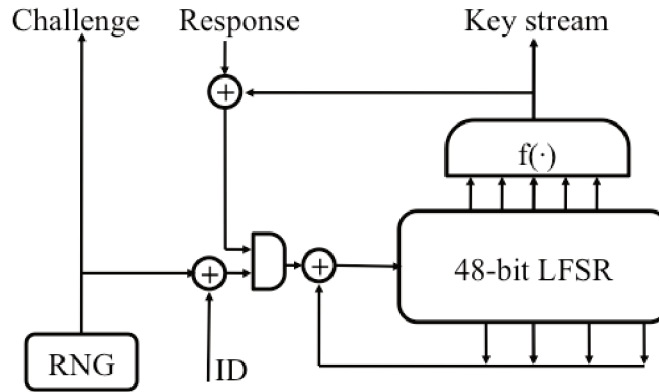 Challenge Response Key stream
f(·)
48-bit LFSR
RNG
ID